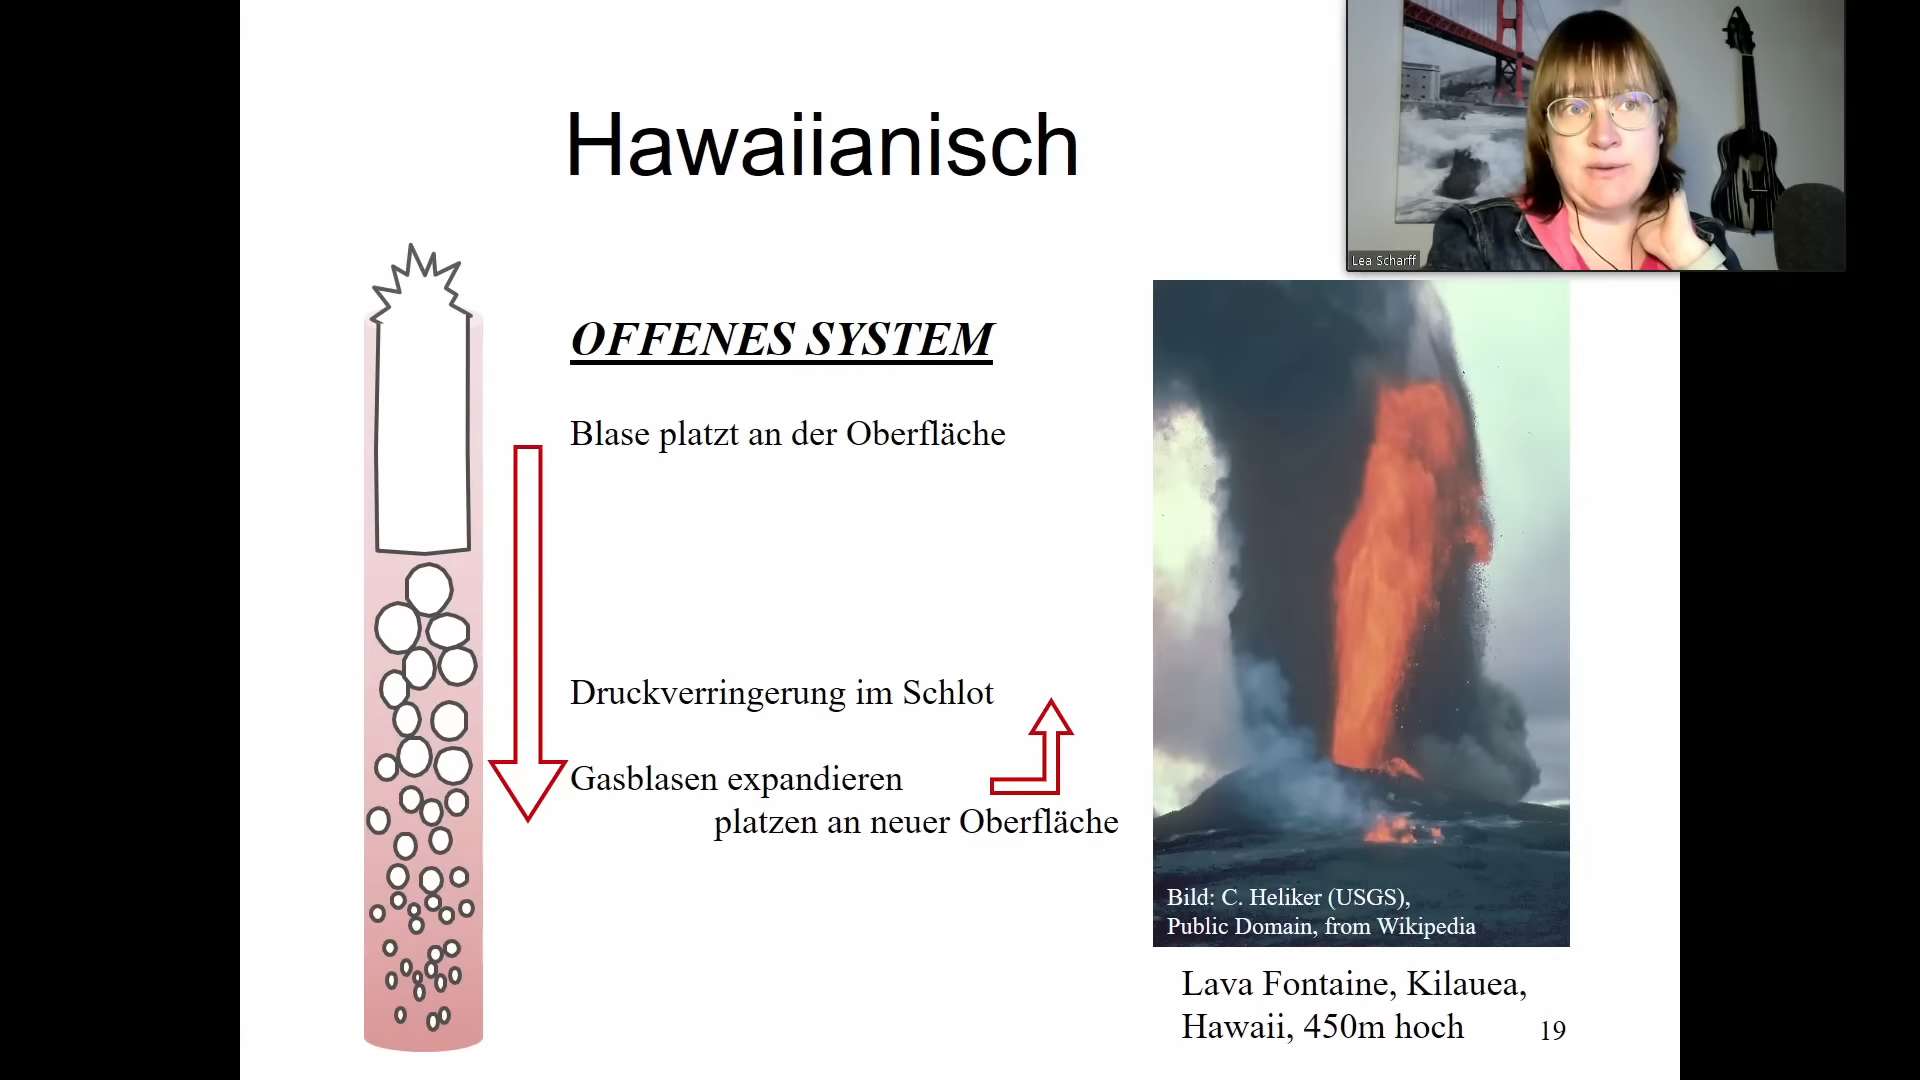 Hawaiianisch
Lea Scharff
OFFENES SYSTEM
Blase platzt an der Oberfläche
Druckverringerung im Schlot
Gasblasen expandieren
platzen an neuer Oberfläche
Bild: C. Heliker (USGS),
Public Domain, from Wikipedia
Lava Fontaine, Kilauea,
Hawaii, 450m hoch
19